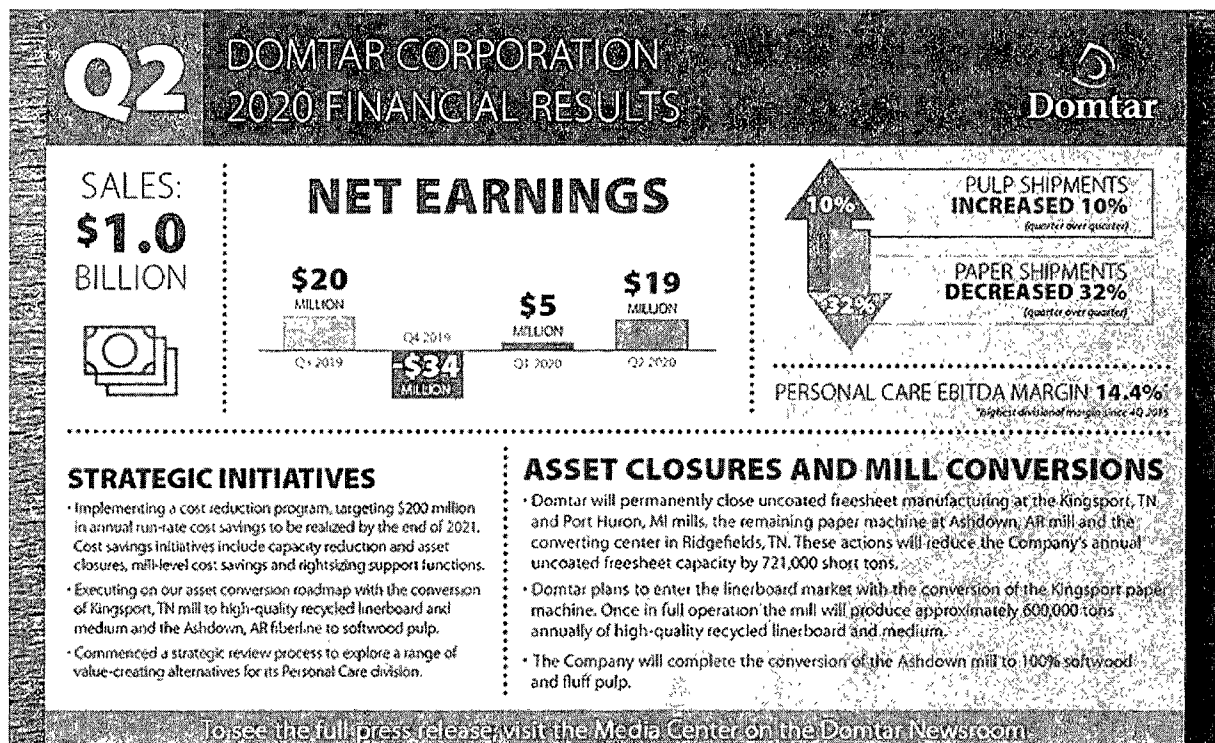 Q2
DOMTAR CORPORATION
2020 FINANCIAL RESULTS
Domtar
SALES:
$1.0
BILLION
NET EARNINGS
$20
MILLION
Q3 2019
Q4 2019
-$34
MILLION
$5
MILLION
Q1 2020
$19
MILLION
Q2 2020
10%
PULP SHIPMENTS
INCREASED 10%
(quarter over quarter)
-32%
PAPER SHIPMENTS
DECREASED 32%
(quarter over quarter)
PERSONAL CARE EBITDA MARGIN 14.4%*
*highest divisional margin since 4Q 2015
STRATEGIC INITIATIVES
• Implementing a cost reduction program, targeting $200 million
in annual run-rate cost savings to be realized by the end of 2021.
Cost savings initiatives include capacity reduction and asset
closures, mill-level cost savings and rightsizing support functions.
• Executing on our asset conversion roadmap with the conversion
of Kingsport, TN mill to high-quality recycled linerboard and
medium and the Ashdown, AR fiberline to softwood pulp.
• Commenced a strategic review process to explore a range of
value-creating alternatives for its Personal Care division.
ASSET CLOSURES AND MILL CONVERSIONS
• Domtar will permanently close uncoated freesheet manufacturing at the Kingsport, TN
and Port Huron, MI mills, the remaining paper machine at Ashdown, AR mill and the
converting center in Ridgefields, TN. These actions will reduce the Company's annual
uncoated freesheet capacity by 721,000 short tons.
• Domtar plans to enter the linerboard market with the conversion of the Kingsport paper
machine. Once in full operation the mill will produce approximately 600,000 tons
annually of high-quality recycled linerboard and medium.
• The Company will complete the conversion of the Ashdown mill to 100% softwood
and fluff pulp.
To see the full press release, visit the Media Center on the Domtar Newsroom